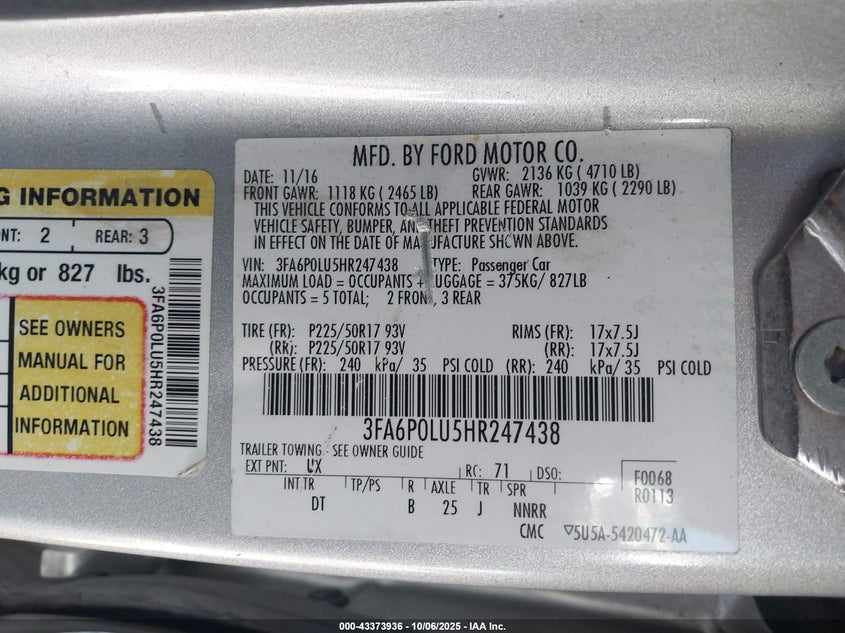 G INFORMATION
NT: 2 REAR: 3
kg or 827 lbs.
SEE OWNERS
MANUAL FOR
ADDITIONAL
INFORMATION
3FA6P0LU5HR247438
MFD. BY FORD MOTOR CO.
DATE: 11/16 GVWR: 2136 KG ( 4710 LB)
FRONT GAWR: 1118 KG ( 2465 LB) REAR GAWR: 1039 KG ( 2290 LB)
THIS VEHICLE CONFORMS TO ALL APPLICABLE FEDERAL MOTOR
VEHICLE SAFETY, BUMPER, AND THEFT PREVENTION STANDARDS
IN EFFECT ON THE DATE OF MANUFACTURE SHOWN ABOVE.
VIN: 3FA6P0LU5HR247438 TYPE: Passenger Car
MAXIMUM LOAD = OCCUPANTS + LUGGAGE = 375KG/ 827LB
OCCUPANTS = 5 TOTAL; 2 FRONT, 3 REAR
TIRE (FR): P225/50R17 93V RIMS (FR): 17x7.5J
(RR): P225/50R17 93V (RR): 17x7.5J
PRESSURE (FR): 240 kPa/ 35 PSI COLD (RR): 240 kPa/ 35 PSI COLD
3FA6P0LU5HR247438
TRAILER TOWING - SEE OWNER GUIDE
EXT PNT: UX RC: 71 DSO: F0068
R0113
INT TR TP/PS R AXLE TR SPR
DT B 25 J NNRR
CMC 5U5A-5420472-AA
000-43373936 - 10/06/2025 - IAA Inc.